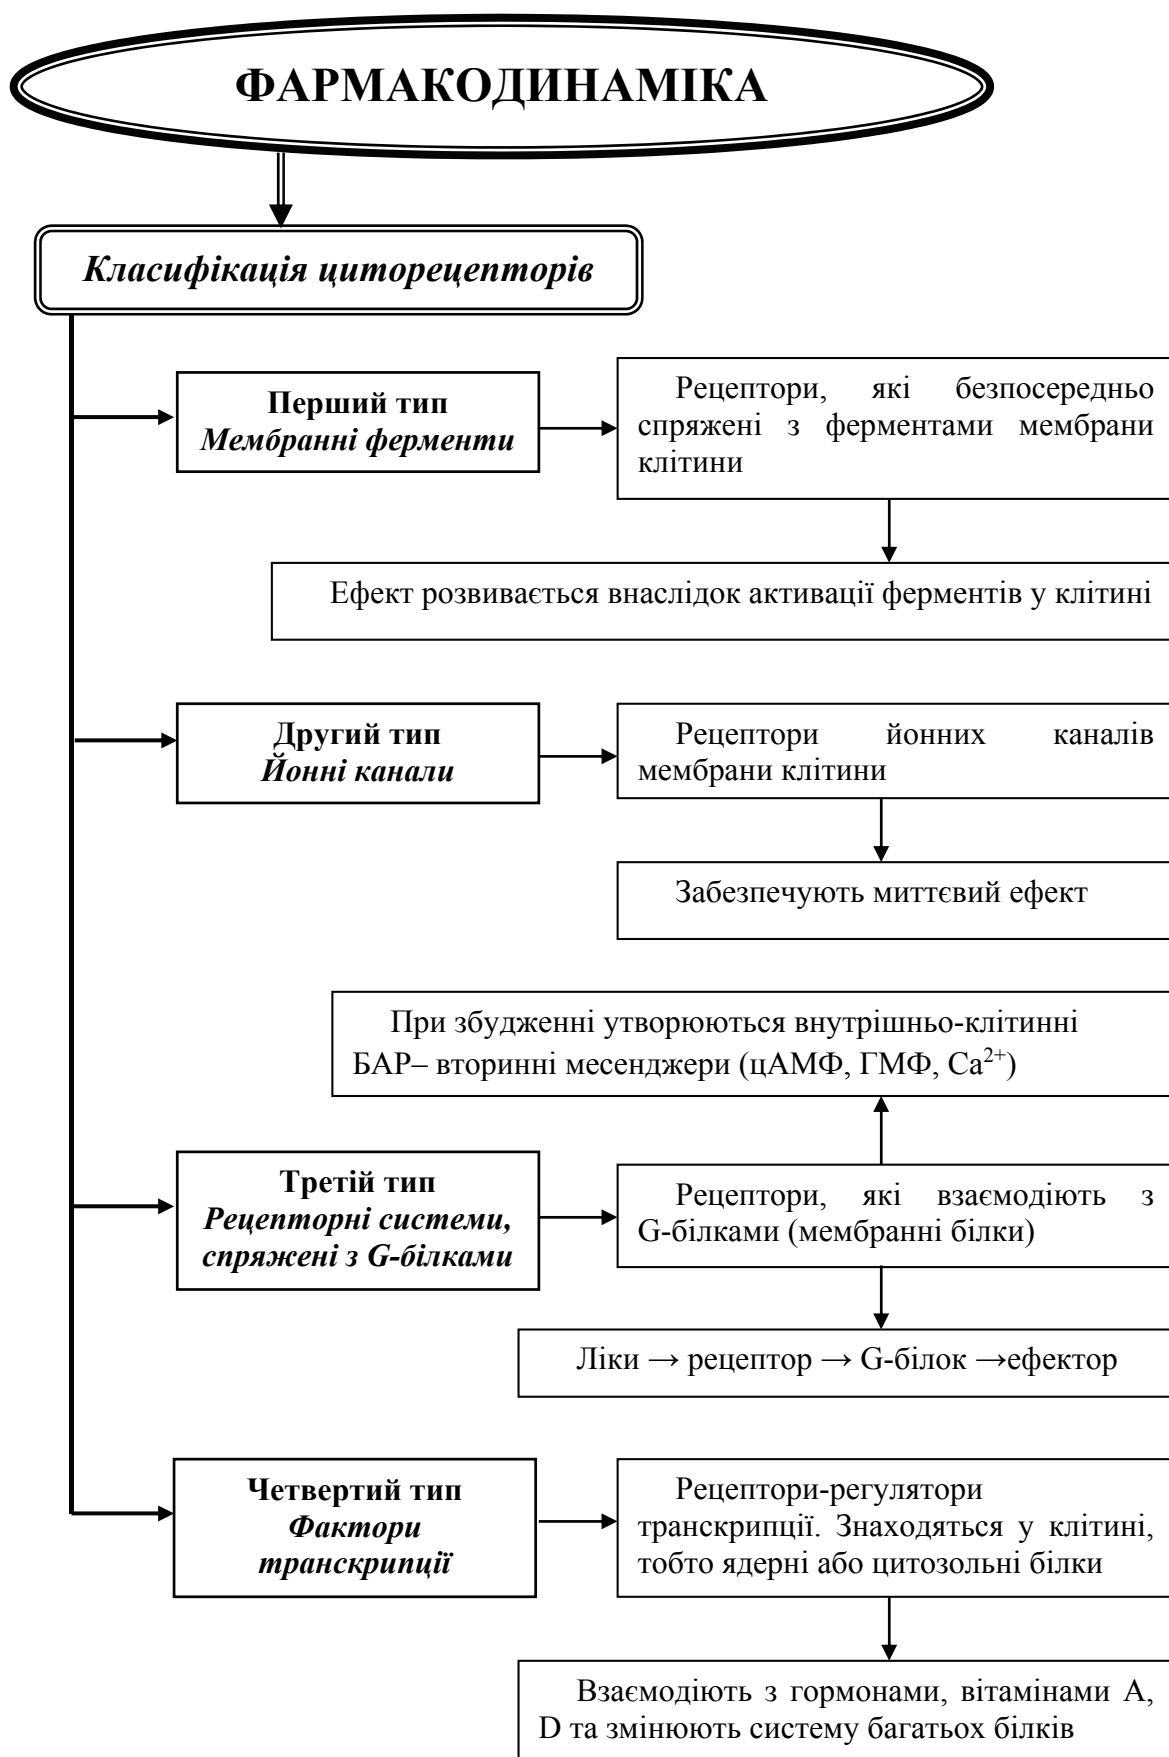 ФАРМАКОДИНАМІКА
Класифікація циторецепторів
Перший тип
Мембранні ферменти
Рецептори, які безпосередньо
спряжені з ферментами мембрани
клітини
Ефект розвивається внаслідок активації ферментів у клітині
Другий тип
Йонні канали
Рецептори йонних каналів
мембрани клітини
Забезпечують миттєвий ефект
При збудженні утворюються внутрішньо-клітинні
БАР– вторинні месенджери (цАМФ, ГМФ, Ca²⁺)
Третій тип
Рецепторні системи,
спряжені з G-білками
Рецептори, які взаємодіють з
G-білками (мембранні білки)
Ліки → рецептор → G-білок →ефектор
Четвертий тип
Фактори
транскрипції
Рецептори-регулятори
транскрипції. Знаходяться у клітині,
тобто ядерні або цитозольні білки
Взаємодіють з гормонами, вітамінами А,
D та змінюють систему багатьох білків